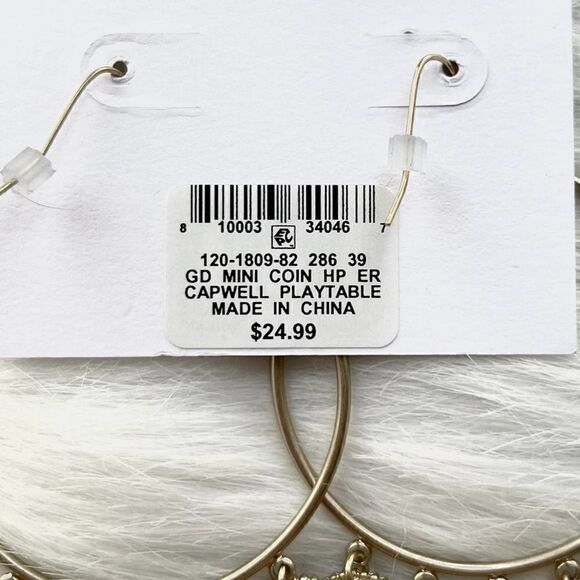 8 10003 34046 7
120-1809-82 286 39
GD MINI COIN HP ER
CAPWELL PLAYTABLE
MADE IN CHINA
$24.99